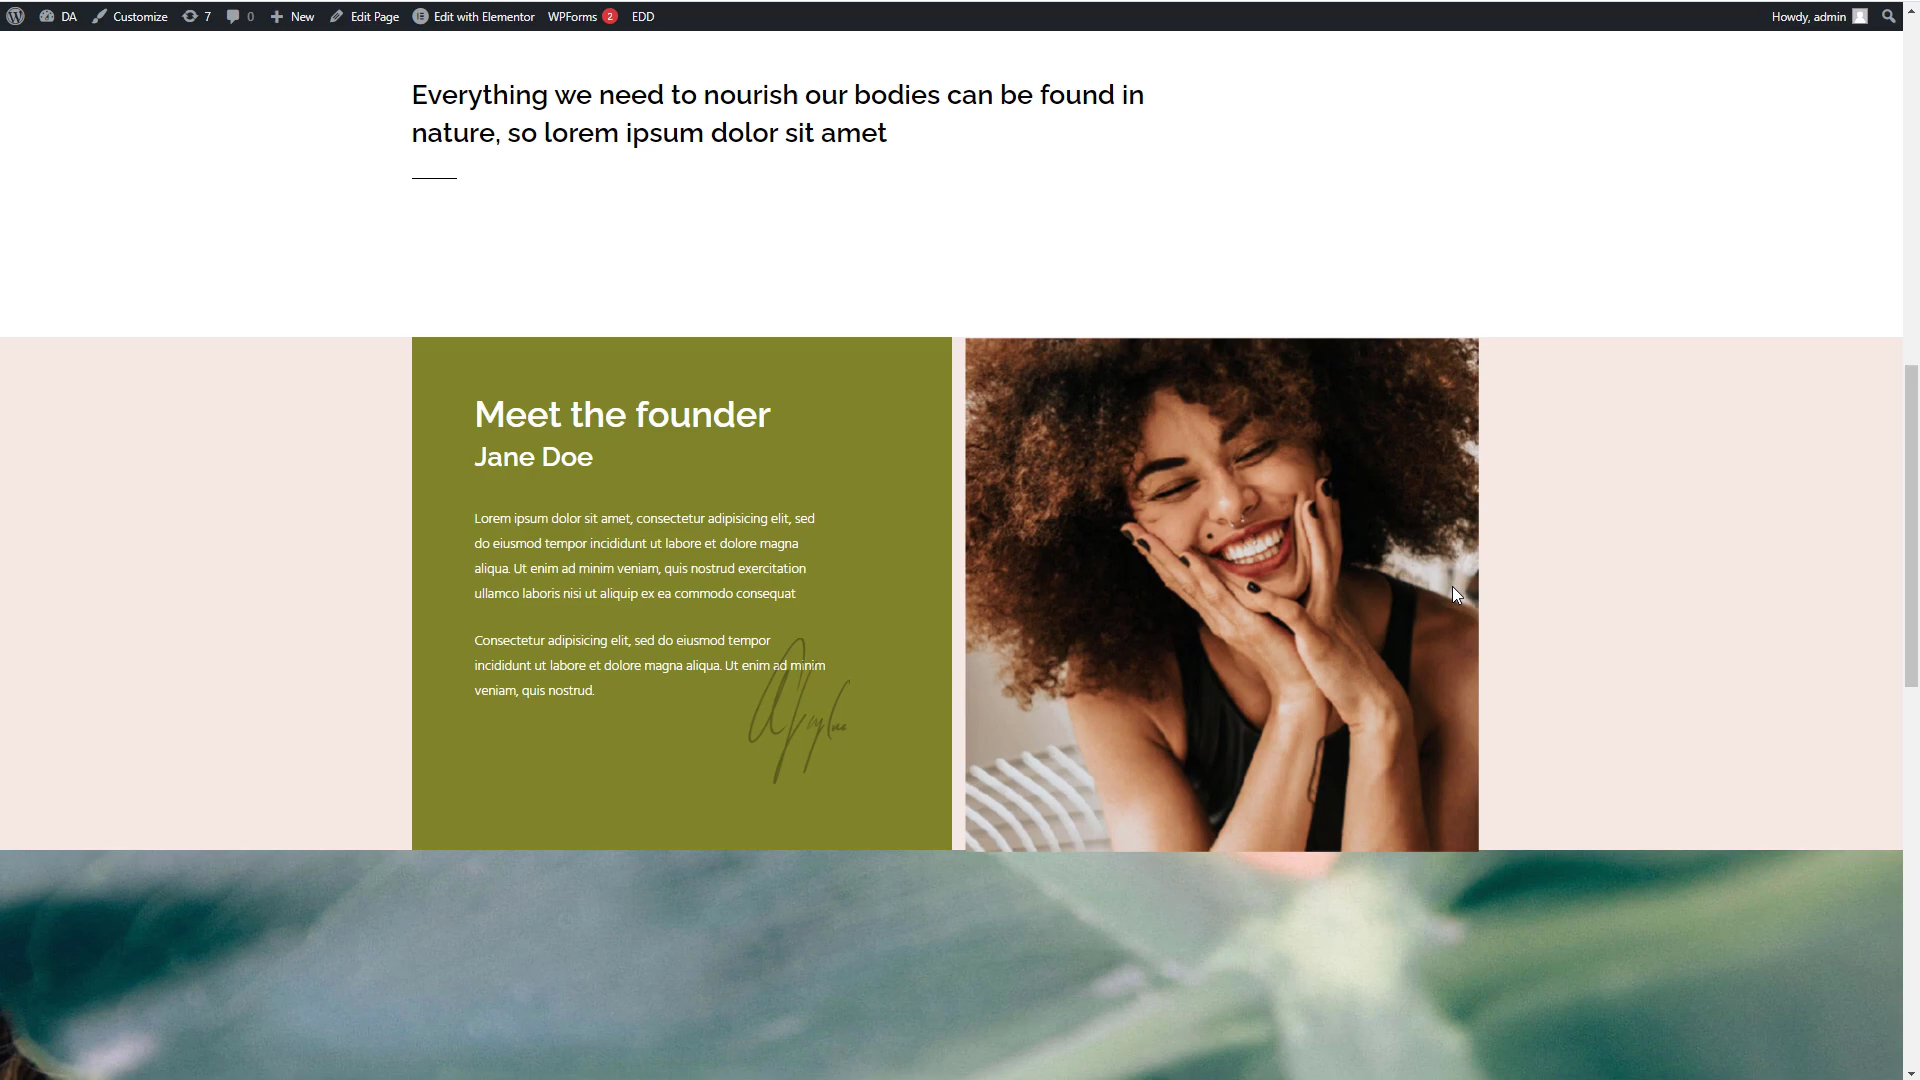 DA Customize 7 0 New Edit Page Edit with Elementor WPForms 2 EDD Howdy, admin
Everything we need to nourish our bodies can be found in
nature, so lorem ipsum dolor sit amet
Meet the founder
Jane Doe
Lorem ipsum dolor sit amet, consectetur adipisicing elit, sed
do eiusmod tempor incididunt ut labore et dolore magna
aliqua. Ut enim ad minim veniam, quis nostrud exercitation
ullamco laboris nisi ut aliquip ex ea commodo consequat
Consectetur adipisicing elit, sed do eiusmod tempor
incididunt ut labore et dolore magna aliqua. Ut enim ad minim
veniam, quis nostrud.